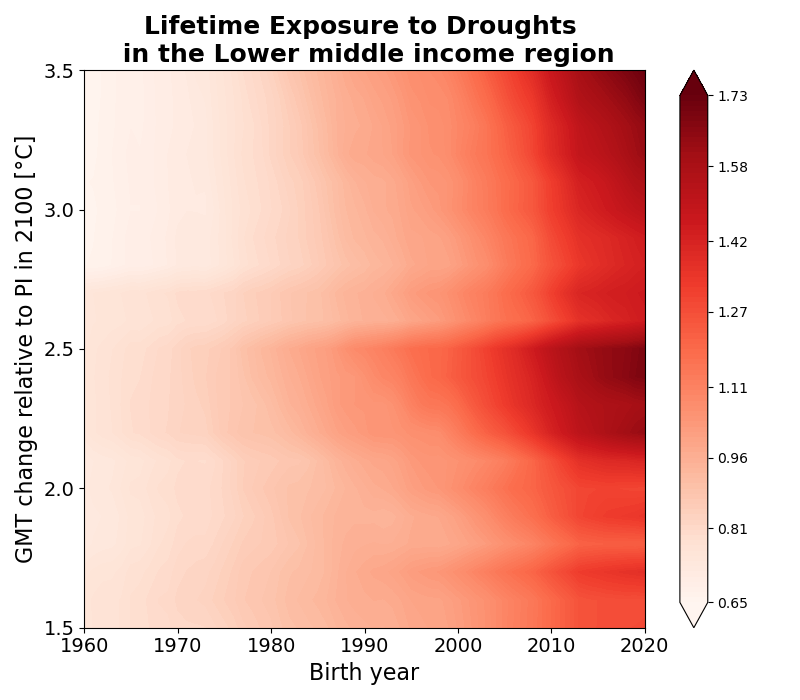 Lifetime Exposure to Droughts
in the Lower middle income region
GMT change relative to PI in 2100 [°C]
3.5
3.0
2.5
2.0
1.5
1960 1970 1980 1990 2000 2010 2020
Birth year
1.73
1.58
1.42
1.27
1.11
0.96
0.81
0.65